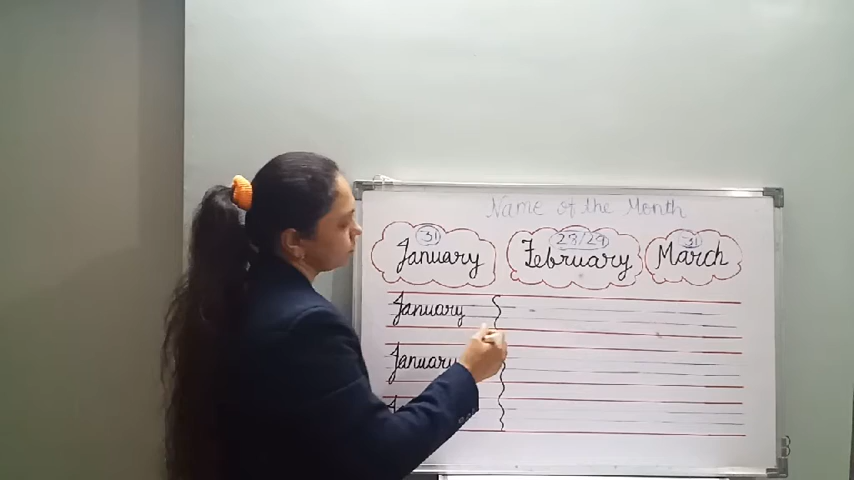 Name of the Month
31 28/29 31
January February March
January
January